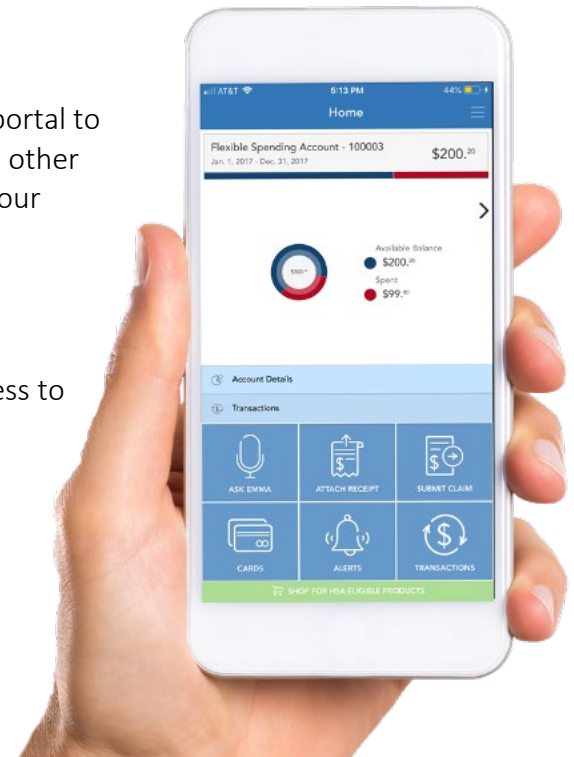 portal to
other
our
ess to
AT&T 5:13 PM 44%
Home
Flexible Spending Account - 100003
$200.²⁰
Jan. 1, 2017 - Dec. 31, 2017
Available Balance
$200.²⁰
Spent
$99.⁸⁰
Account Details
Transactions
ASK EMMA
ATTACH RECEIPT
SUBMIT CLAIM
CARDS
ALERTS
TRANSACTIONS
SHOP FOR HSA ELIGIBLE PRODUCTS